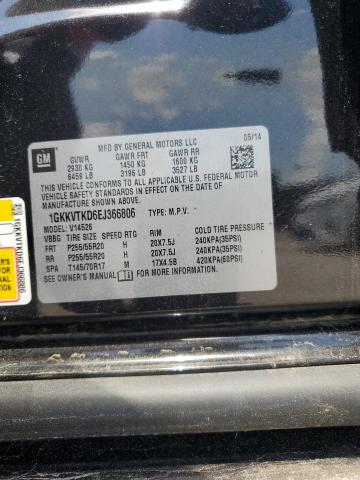 MFD BY GENERAL MOTORS LLC 05/14
GM
GVWR GAWR FRT GAWR RR
2930 KG 1450 KG 1600 KG
6459 LB 3196 LB 3527 LB
THIS VEHICLE CONFORMS TO ALL APPLICABLE U.S. FEDERAL MOTOR
VEHICLE SAFETY STANDARDS IN EFFECT ON THE DATE OF
MANUFACTURE SHOWN ABOVE.
1GKKVTKD6EJ366806 TYPE: M.P.V.
MODEL: V14526
VBBG TIRE SIZE SPEED RTG RIM COLD TIRE PRESSURE
FRT P255/55R20 H 20X7.5J 240KPA(35PSI)
RR P255/55R20 H 20X7.5J 240KPA(35PSI)
SPA T145/70R17 M 17X4.5B 420KPA(60PSI)
SEE OWNER'S MANUAL FOR ADDITIONAL INFORMATION
1GKKVTKD6EJ366806